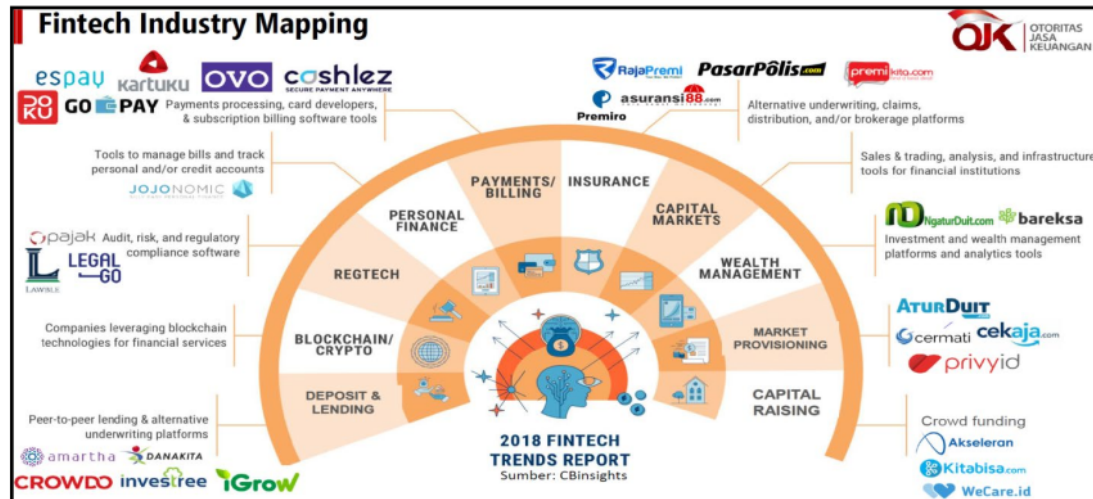 Fintech Industry Mapping
OJK
OTORITAS
JASA
KEUANGAN
espay
kartuku
OVO
cashlez
SECURE PAYMENT ANYWHERE
DOKU
GO PAY
Payments processing, card developers,
& subscription billing software tools
RajaPremi
PasarPolis.com
premikita.com
Premiro
asuransi88.com
Alternative underwriting, claims,
distribution, and/or brokerage platforms
Tools to manage bills and track
personal and/or credit accounts
JOJONOMIC
Sales & trading, analysis, and infrastructure
tools for financial institutions
pajak
Audit, risk, and regulatory
compliance software
LAWBLE
LEGAL
GO
NgaturDuit.com
bareksa
Investment and wealth management
platforms and analytics tools
Companies leveraging blockchain
technologies for financial services
ATURDUIT
cermati
cekaja.com
privyid
Peer-to-peer lending & alternative
underwriting platforms
amartha
DANAKITA
CROWDO
investree
iGrow
Crowd funding
Akseleran
Kitabisa.com
WeCare.id
DEPOSIT &
LENDING
BLOCKCHAIN/
CRYPTO
REGTECH
PERSONAL
FINANCE
PAYMENTS/
BILLING
INSURANCE
CAPITAL
MARKETS
WEALTH
MANAGEMENT
MARKET
PROVISIONING
CAPITAL
RAISING
2018 FINTECH
TRENDS REPORT
Sumber: CBinsights